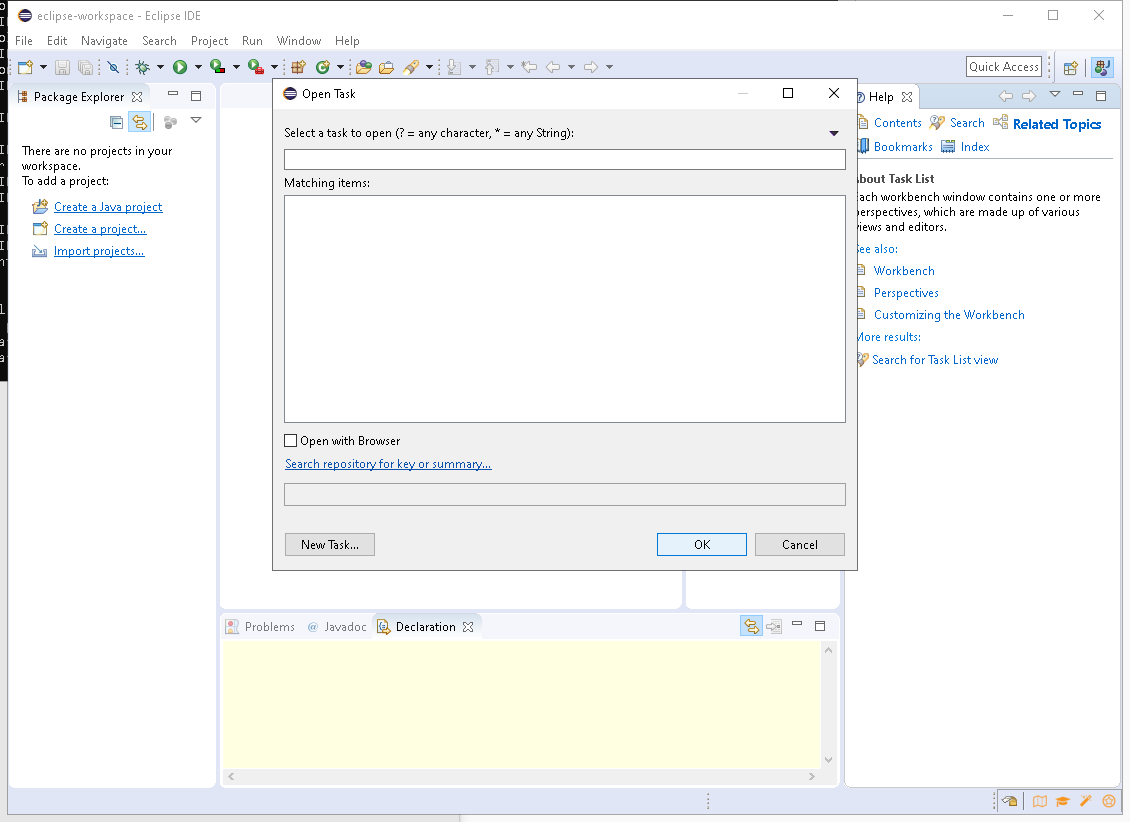 eclipse-workspace - Eclipse IDE
File Edit Navigate Search Project Run Window Help
Quick Access
Package Explorer
There are no projects in your
workspace.
To add a project:
Create a Java project
Create a project...
Import projects...
Open Task
Select a task to open (? = any character, * = any String):
Matching items:
Open with Browser
Search repository for key or summary...
New Task...
OK
Cancel
Help
Contents Search Related Topics
Bookmarks Index
About Task List
Each workbench window contains one or more
perspectives, which are made up of various
views and editors.
See also:
Workbench
Perspectives
Customizing the Workbench
More results:
Search for Task List view
Problems @ Javadoc Declaration